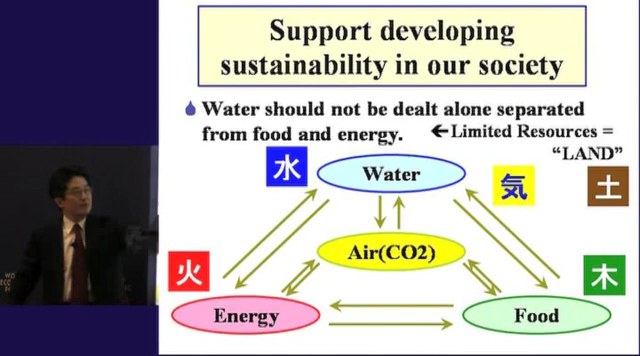 Support developing
sustainability in our society
Water should not be dealt alone separated
from food and energy.
←Limited Resources =
"LAND"
水
Water
気
土
Air(CO2)
火
木
Energy
Food